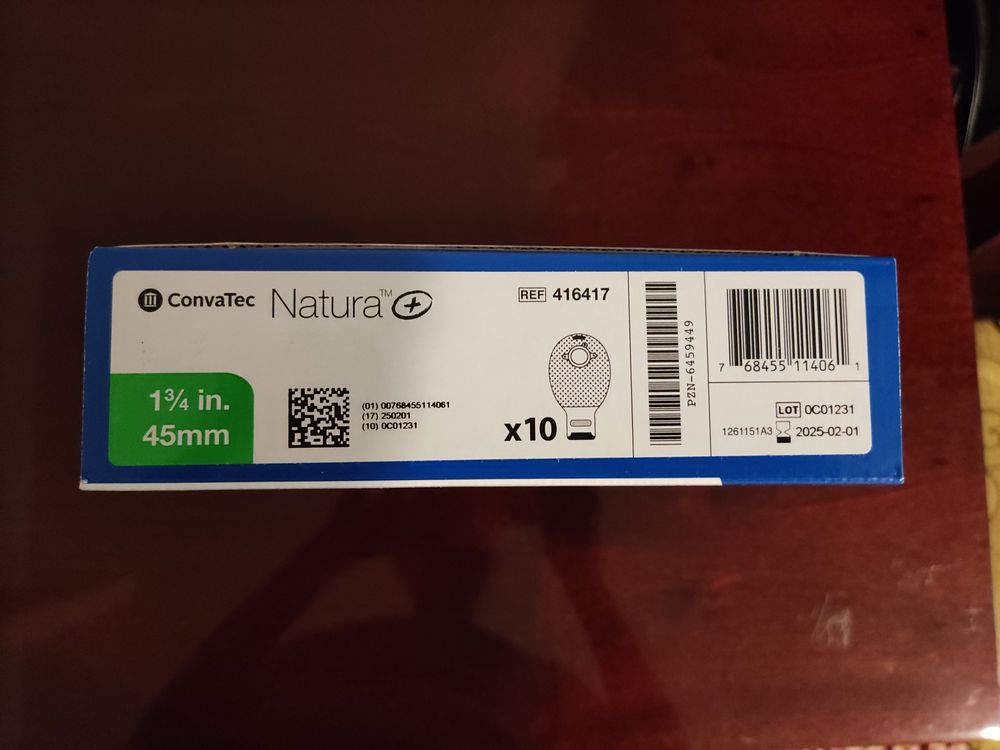 ConvaTec Natura™ +
REF 416417
1¾ in.
45mm
(01) 00768455114061
(17) 250201
(10) 0C01231
x10
PZN-6459449
7 68455 11406 1
LOT 0C01231
1261151A3 2025-02-01